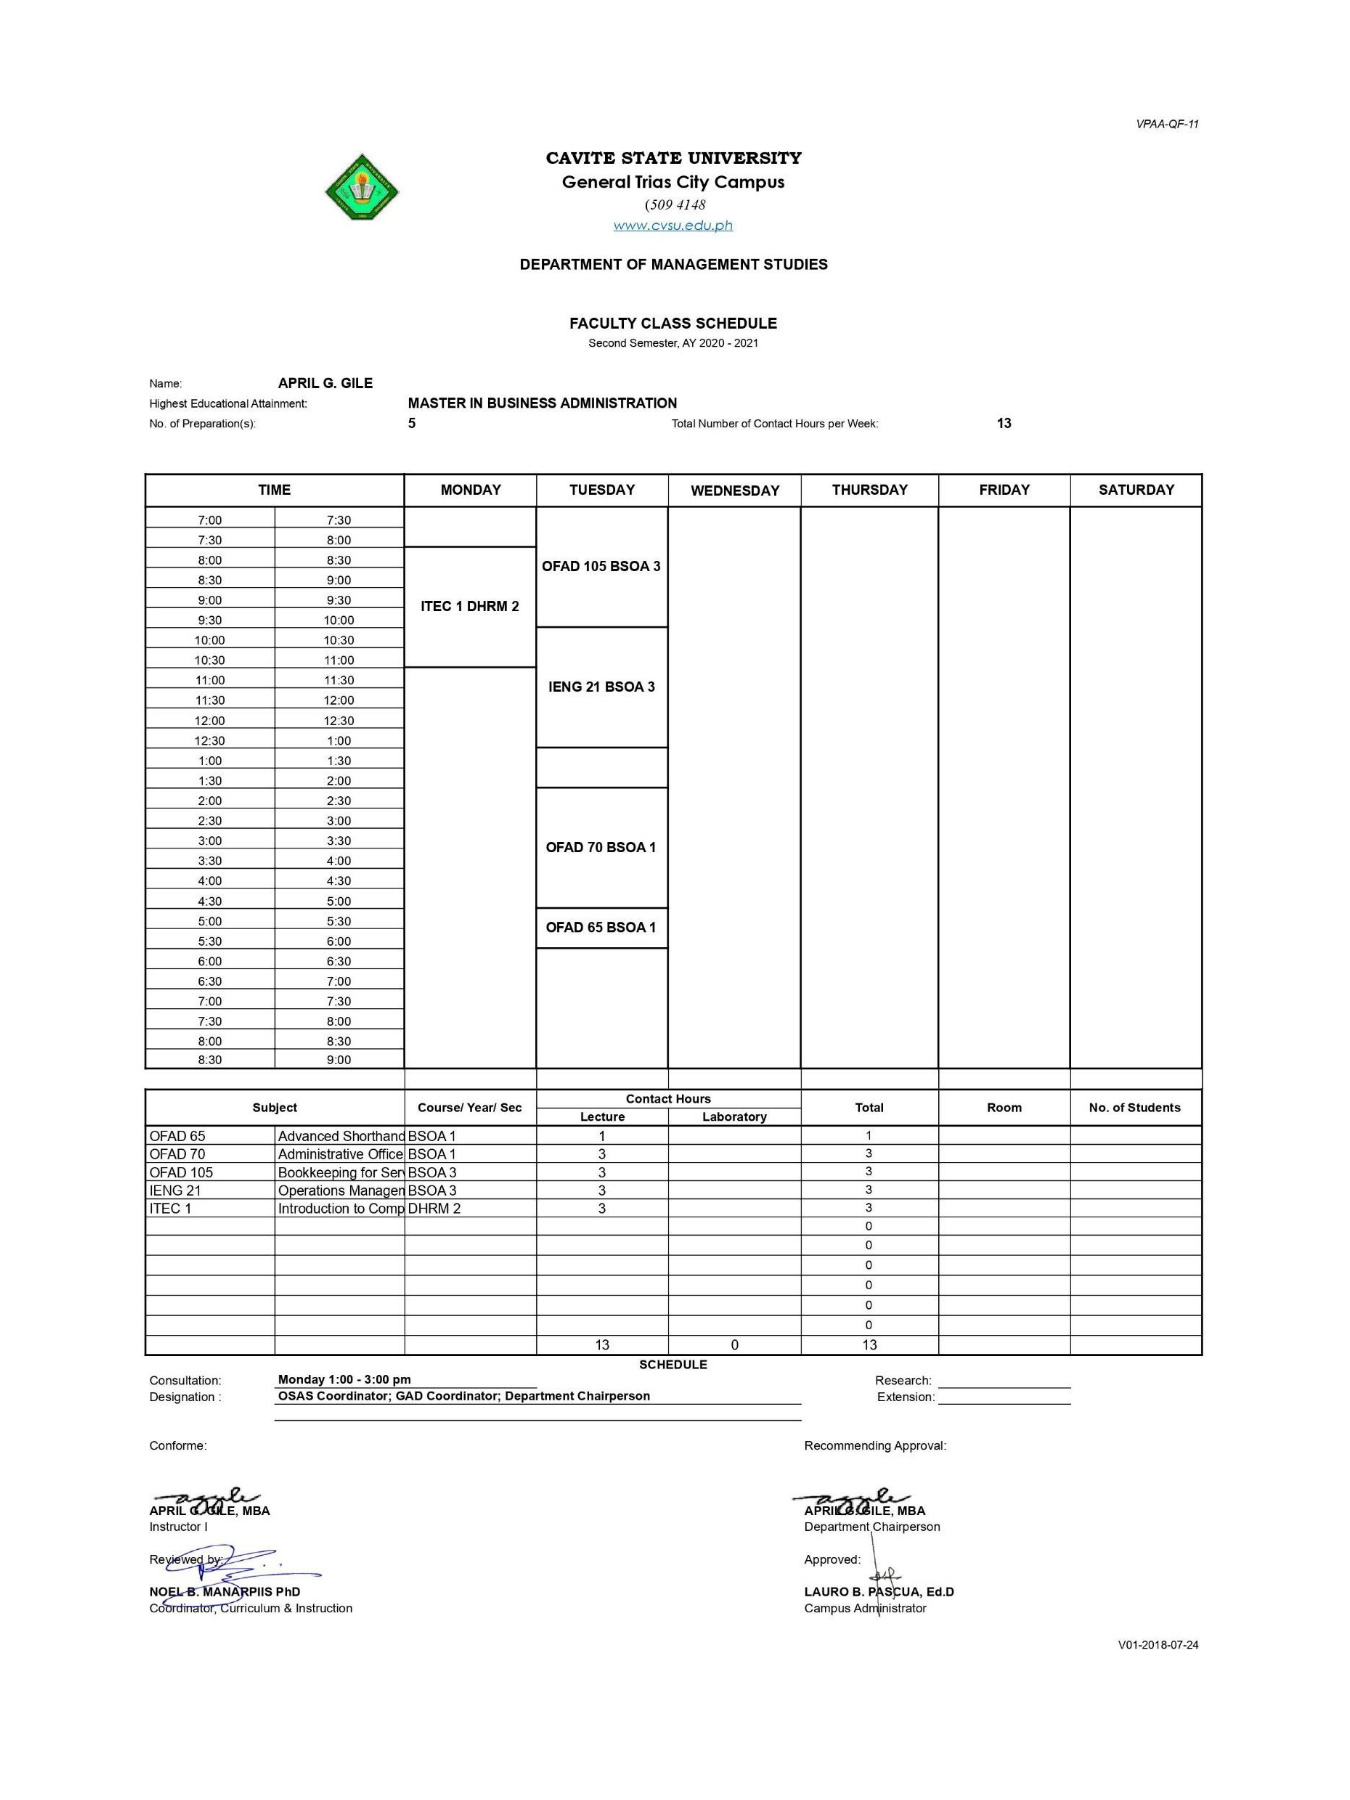 VPAA-QF-11
CAVITE STATE UNIVERSITY
General Trias City Campus
(509 4148
www.cvsu.edu.ph
DEPARTMENT OF MANAGEMENT STUDIES
FACULTY CLASS SCHEDULE
Second Semester, AY 2020 - 2021
Name: APRIL G. GILE
Highest Educational Attainment: MASTER IN BUSINESS ADMINISTRATION
No. of Preparation(s): 5 Total Number of Contact Hours per Week: 13
TIME MONDAY TUESDAY WEDNESDAY THURSDAY FRIDAY SATURDAY
7:00 7:30
7:30 8:00
8:00 8:30
OFAD 105 BSOA 3
8:30 9:00
9:00 9:30
ITEC 1 DHRM 2
9:30 10:00
10:00 10:30
10:30 11:00
11:00 11:30
IENG 21 BSOA 3
11:30 12:00
12:00 12:30
12:30 1:00
1:00 1:30
1:30 2:00
2:00 2:30
2:30 3:00
3:00 3:30
OFAD 70 BSOA 1
3:30 4:00
4:00 4:30
4:30 5:00
5:00 5:30
OFAD 65 BSOA 1
5:30 6:00
6:00 6:30
6:30 7:00
7:00 7:30
7:30 8:00
8:00 8:30
8:30 9:00
Subject Course/ Year/ Sec Contact Hours Total Room No. of Students
Lecture Laboratory
OFAD 65 Advanced Shorthand BSOA 1 1 1
OFAD 70 Administrative Office BSOA 1 3 3
OFAD 105 Bookkeeping for Ser BSOA 3 3 3
IENG 21 Operations Managen BSOA 3 3 3
ITEC 1 Introduction to Comp DHRM 2 3 3
0
0
0
0
0
0
13 0 13
SCHEDULE
Consultation: Monday 1:00 - 3:00 pm Research:
Designation : OSAS Coordinator; GAD Coordinator; Department Chairperson Extension:
Conforme: Recommending Approval:
APRIL G. GILE, MBA APRIL G. GILE, MBA
Instructor I Department Chairperson
Reviewed by: Approved:
NOEL B. MANARPIIS PhD LAURO B. PASCUA, Ed.D
Coordinator, Curriculum & Instruction Campus Administrator
V01-2018-07-24